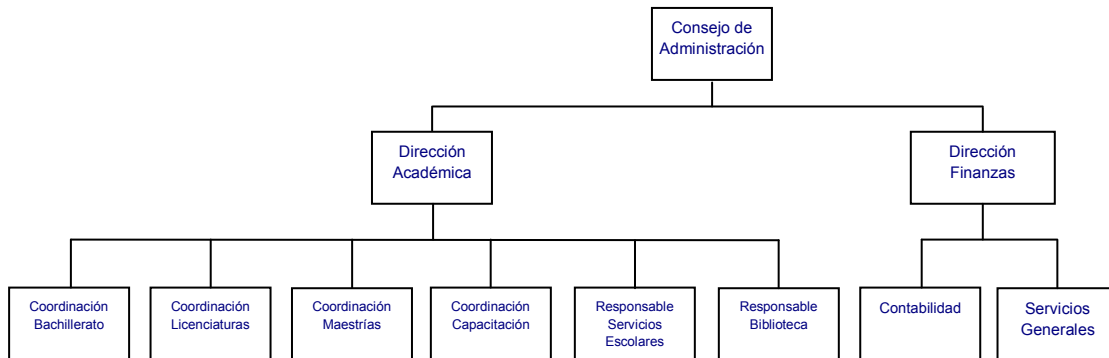 Consejo de
Administración
Dirección
Académica
Dirección
Finanzas
Coordinación
Bachillerato
Coordinación
Licenciaturas
Coordinación
Maestrías
Coordinación
Capacitación
Responsable
Servicios
Escolares
Responsable
Biblioteca
Contabilidad
Servicios
Generales